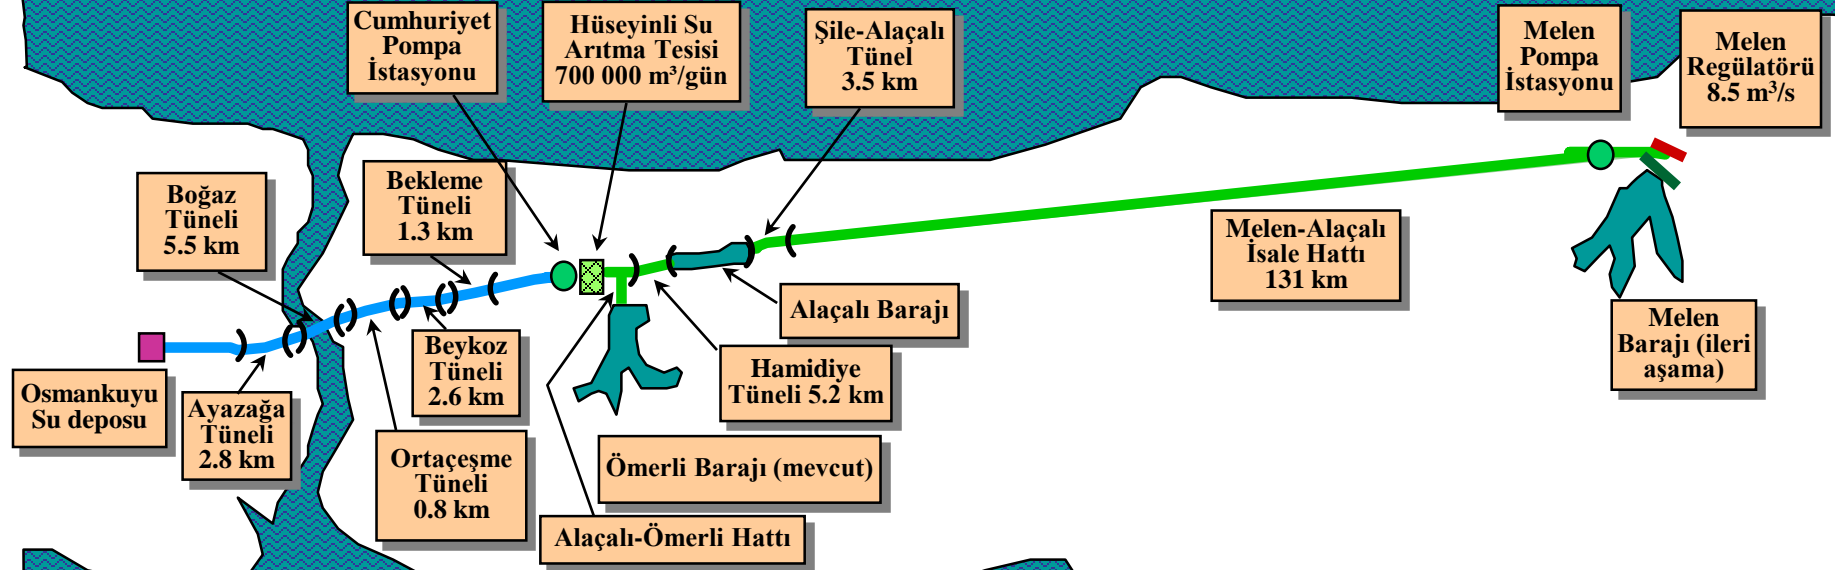 Cumhuriyet
Pompa
İstasyonu
Hüseyinli Su
Arıtma Tesisi
700 000 m³/gün
Şile-Alaçalı
Tünel
3.5 km
Melen
Pompa
İstasyonu
Melen
Regülatörü
8.5 m³/s
Boğaz
Tüneli
5.5 km
Bekleme
Tüneli
1.3 km
Melen-Alaçalı
İsale Hattı
131 km
Alaçalı Barajı
Melen
Barajı (ileri
aşama)
Beykoz
Tüneli
2.6 km
Hamidiye
Tüneli 5.2 km
Osmankuyu
Su deposu
Ayazağa
Tüneli
2.8 km
Ortaçeşme
Tüneli
0.8 km
Ömerli Barajı (mevcut)
Alaçalı-Ömerli Hattı